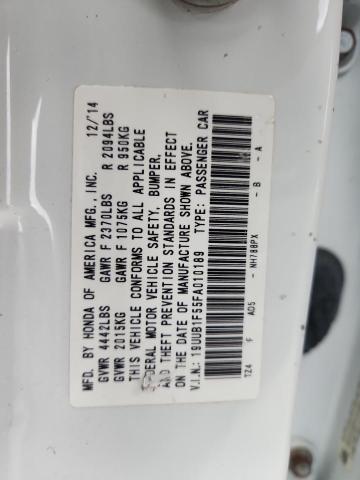 MFD. BY HONDA OF AMERICA MFG., INC. 12/'14
GVWR 4442LBS GAWR F 2370LBS R 2094LBS
GVWR 2015KG GAWR F 1075KG R 950KG
THIS VEHICLE CONFORMS TO ALL APPLICABLE
FEDERAL MOTOR VEHICLE SAFETY, BUMPER,
AND THEFT PREVENTION STANDARDS IN EFFECT
ON THE DATE OF MANUFACTURE SHOWN ABOVE.
V.I.N.: 19UUB1F55FA010189 TYPE: PASSENGER CAR
TZ4 F AD5 - NH788PX - B - A